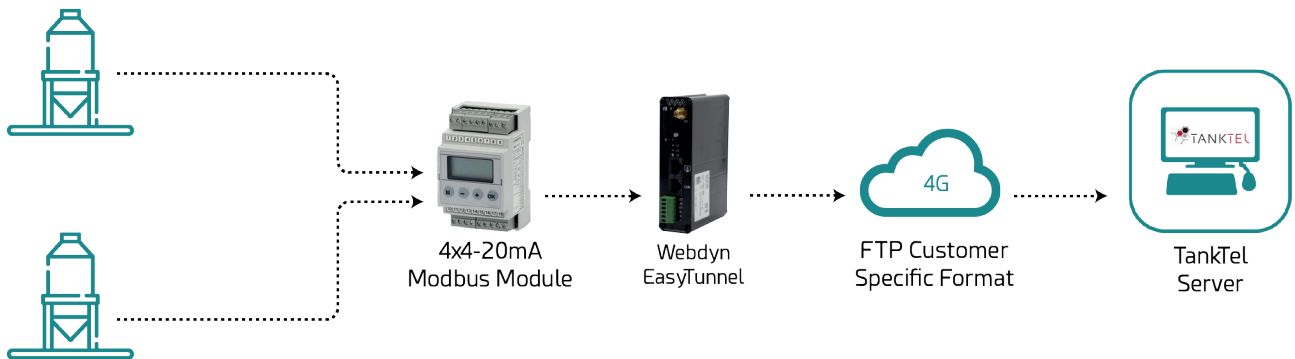 4x4-20mA
Modbus Module
Webdyn
EasyTunnel
4G
FTP Customer
Specific Format
TANKTEL
TankTel
Server